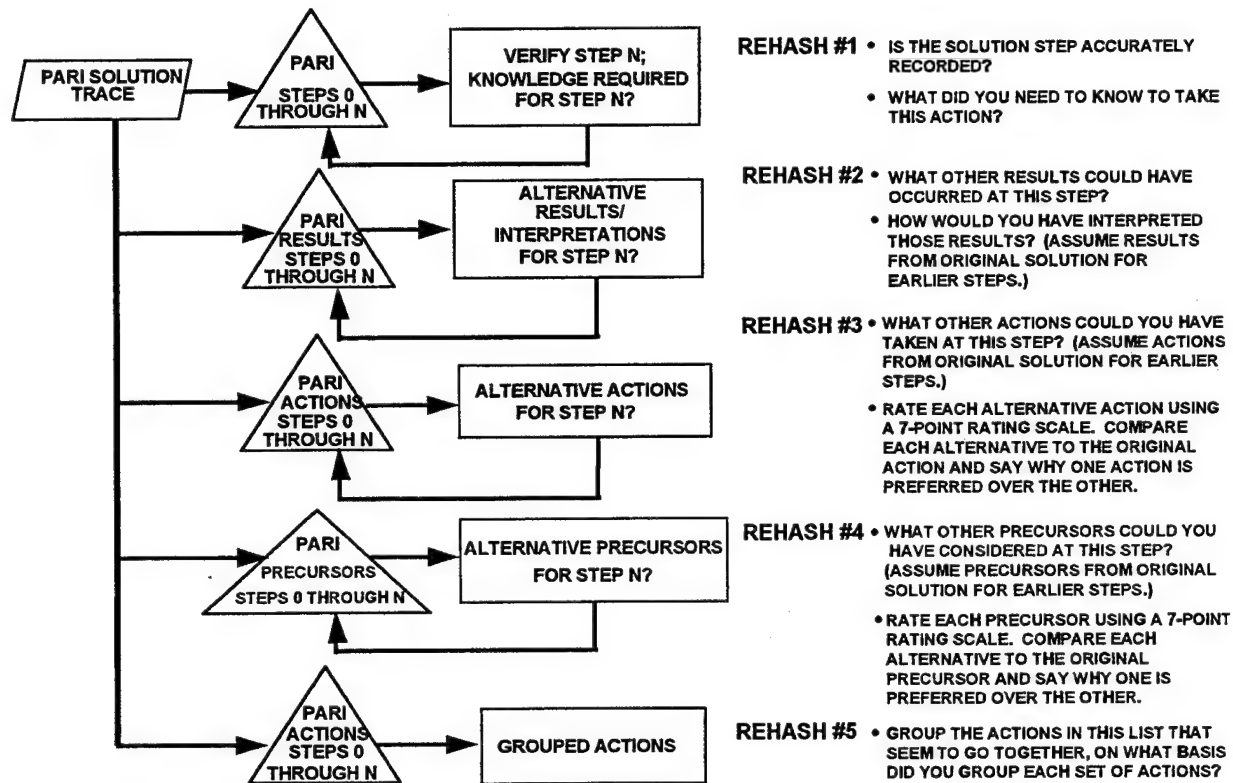 PARI SOLUTION
TRACE
PARI
STEPS 0
THROUGH N
VERIFY STEP N;
KNOWLEDGE REQUIRED
FOR STEP N?
REHASH #1 • IS THE SOLUTION STEP ACCURATELY
RECORDED?
• WHAT DID YOU NEED TO KNOW TO TAKE
THIS ACTION?
PARI
RESULTS
STEPS 0
THROUGH N
ALTERNATIVE
RESULTS/
INTERPRETATIONS
FOR STEP N?
REHASH #2 • WHAT OTHER RESULTS COULD HAVE
OCCURRED AT THIS STEP?
• HOW WOULD YOU HAVE INTERPRETED
THOSE RESULTS? (ASSUME RESULTS
FROM ORIGINAL SOLUTION FOR
EARLIER STEPS.)
PARI
ACTIONS
STEPS 0
THROUGH N
ALTERNATIVE ACTIONS
FOR STEP N?
REHASH #3 • WHAT OTHER ACTIONS COULD YOU HAVE
TAKEN AT THIS STEP? (ASSUME ACTIONS
FROM ORIGINAL SOLUTION FOR EARLIER
STEPS.)
• RATE EACH ALTERNATIVE ACTION USING
A 7-POINT RATING SCALE. COMPARE
EACH ALTERNATIVE TO THE ORIGINAL
ACTION AND SAY WHY ONE ACTION IS
PREFERRED OVER THE OTHER.
PARI
PRECURSORS
STEPS 0 THROUGH N
ALTERNATIVE PRECURSORS
FOR STEP N?
REHASH #4 • WHAT OTHER PRECURSORS COULD YOU
HAVE CONSIDERED AT THIS STEP?
(ASSUME PRECURSORS FROM ORIGINAL
SOLUTION FOR EARLIER STEPS.)
• RATE EACH PRECURSOR USING A 7-POINT
RATING SCALE. COMPARE EACH
ALTERNATIVE TO THE ORIGINAL
PRECURSOR AND SAY WHY ONE IS
PREFERRED OVER THE OTHER.
PARI
ACTIONS
STEPS 0
THROUGH N
GROUPED ACTIONS
REHASH #5 • GROUP THE ACTIONS IN THIS LIST THAT
SEEM TO GO TOGETHER, ON WHAT BASIS
DID YOU GROUP EACH SET OF ACTIONS?